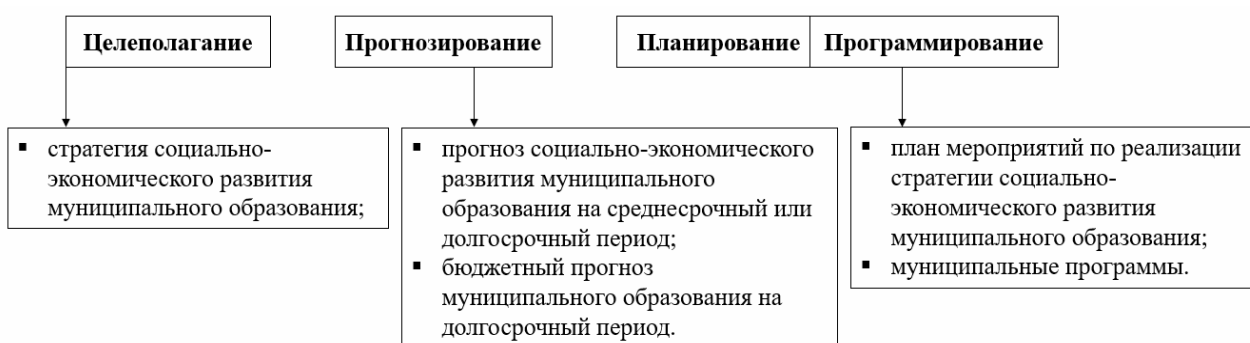 Целеполагание
Прогнозирование
Планирование
Программирование
▪ стратегия социально-
экономического развития
муниципального образования;
▪ прогноз социально-экономического
развития муниципального
образования на среднесрочный или
долгосрочный период;
▪ бюджетный прогноз
муниципального образования на
долгосрочный период.
▪ план мероприятий по реализации
стратегии социально-
экономического развития
муниципального образования;
▪ муниципальные программы.